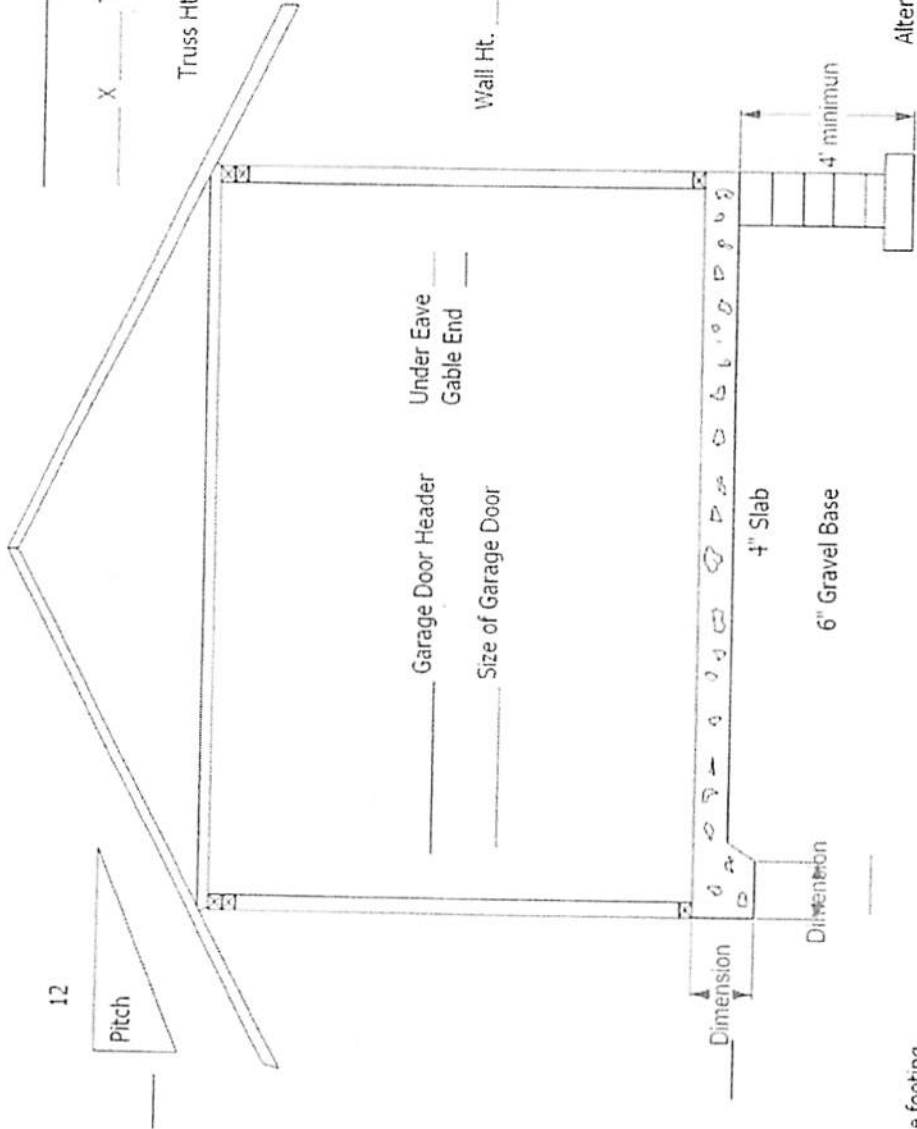 X
Truss Ht
12
Pitch
Wall Ht.
Garage Door Header
Under Eave
Gable End
Size of Garage Door
4' minimun
4" Slab
6" Gravel Base
Dimension
Dimension
e footing
Alter